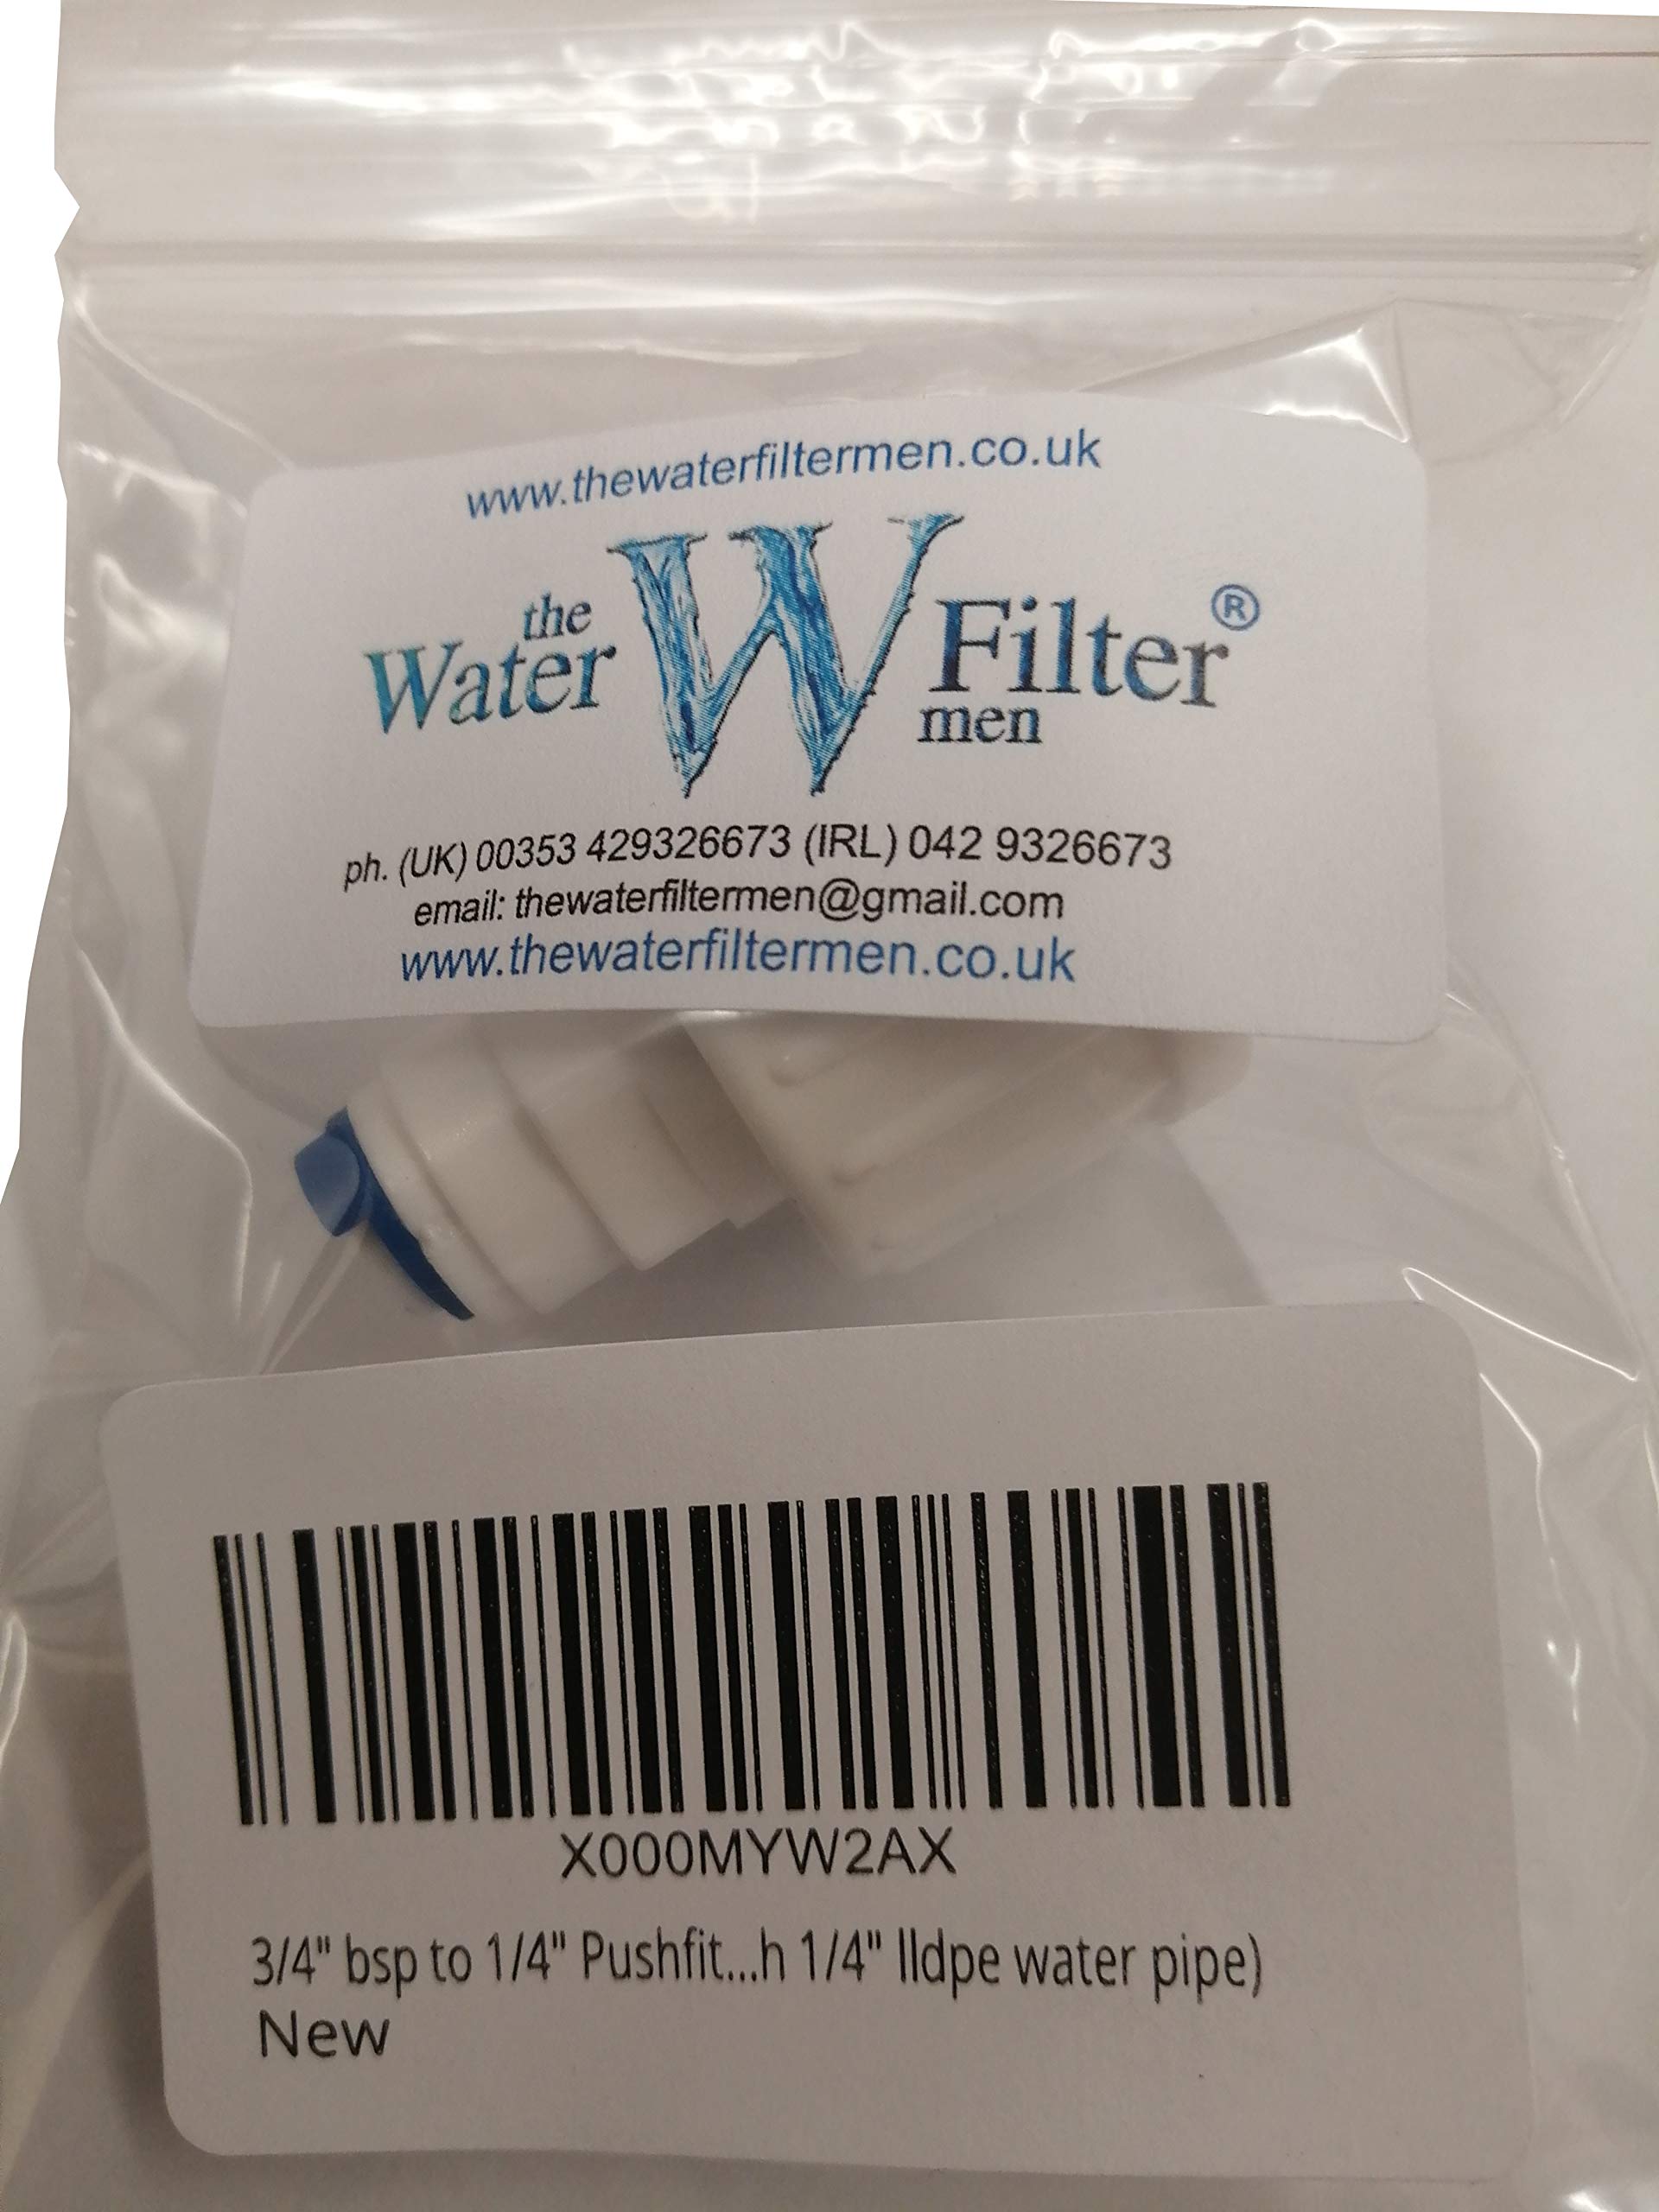 www.thewaterfiltermen.co.uk
the
Water W Filter®
men
ph. (UK) 00353 429326673 (IRL) 042 9326673
email: thewaterfiltermen@gmail.com
www.thewaterfiltermen.co.uk
X000MYW2AX
3/4" bsp to 1/4" Pushfit...h 1/4" lldpe water pipe)
New